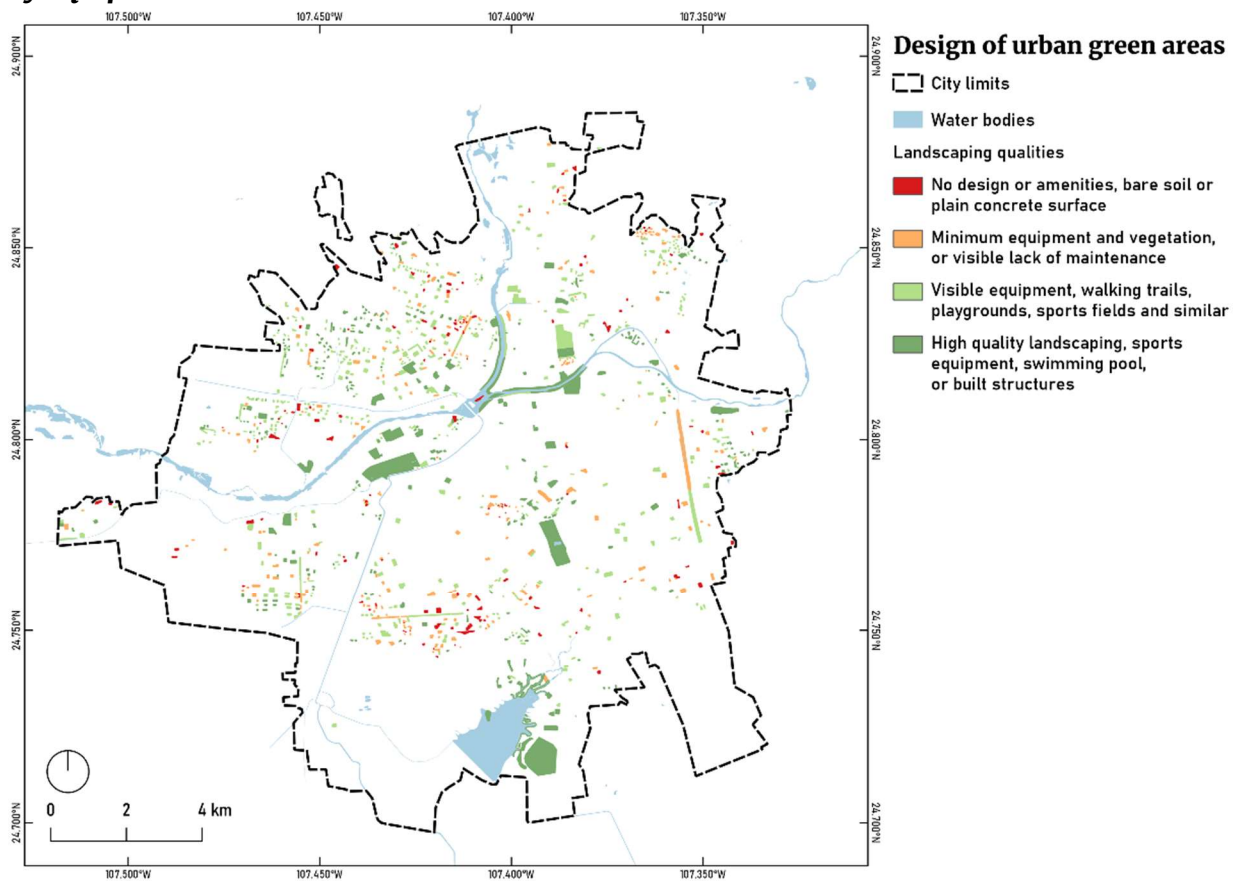 107.500°W 107.450°W 107.400°W 107.350°W
24.900°N 24.900°N
24.850°N 24.850°N
24.800°N 24.800°N
24.750°N 24.750°N
24.700°N 24.700°N
0 2 4 km
107.500°W 107.450°W 107.400°W 107.350°W
Design of urban green areas
City limits
Water bodies
Landscaping qualities
No design or amenities, bare soil or
plain concrete surface
Minimum equipment and vegetation,
or visible lack of maintenance
Visible equipment, walking trails,
playgrounds, sports fields and similar
High quality landscaping, sports
equipment, swimming pool,
or built structures